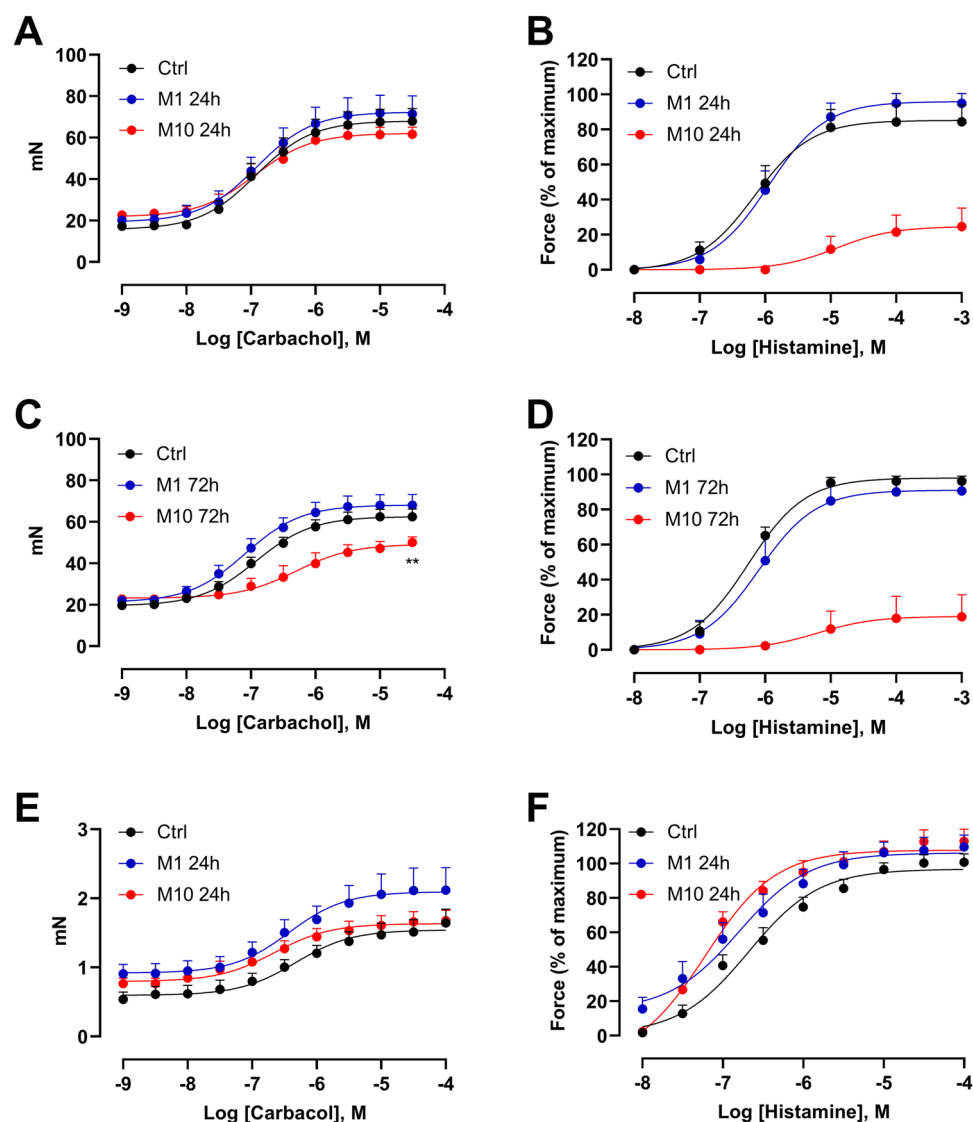 A
100
80
60
40
20
0
mN
Ctrl
M1 24h
M10 24h
-9 -8 -7 -6 -5 -4
Log [Carbachol], M
B
120
100
80
60
40
20
0
Force (% of maximum)
Ctrl
M1 24h
M10 24h
-8 -7 -6 -5 -4 -3
Log [Histamine], M
C
100
80
60
40
20
0
mN
Ctrl
M1 72h
M10 72h
**
-9 -8 -7 -6 -5 -4
Log [Carbachol], M
D
120
100
80
60
40
20
0
Force (% of maximum)
Ctrl
M1 72h
M10 72h
-8 -7 -6 -5 -4 -3
Log [Histamine], M
E
3
2
1
0
mN
Ctrl
M1 24h
M10 24h
-9 -8 -7 -6 -5 -4
Log [Carbacol], M
F
120
100
80
60
40
20
0
Force (% of maximum)
Ctrl
M1 24h
M10 24h
-8 -7 -6 -5 -4
Log [Histamine], M